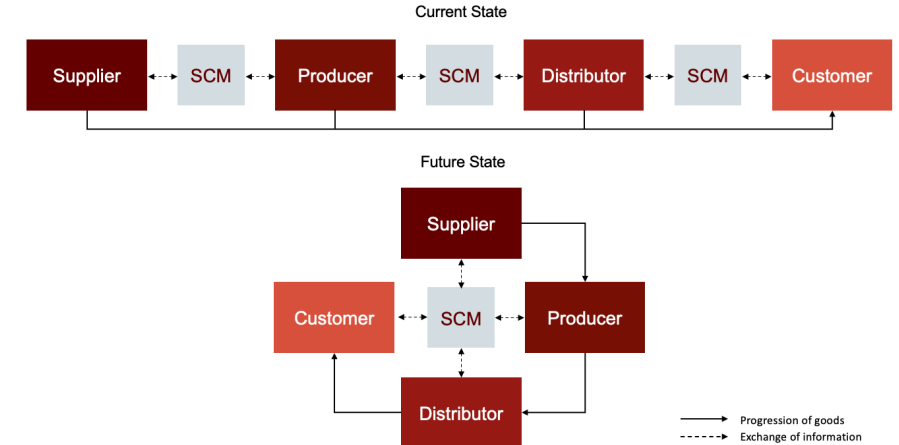 Current State
Supplier
SCM
Producer
SCM
Distributor
SCM
Customer
Future State
Supplier
Customer
SCM
Producer
Distributor
Progression of goods
Exchange of information